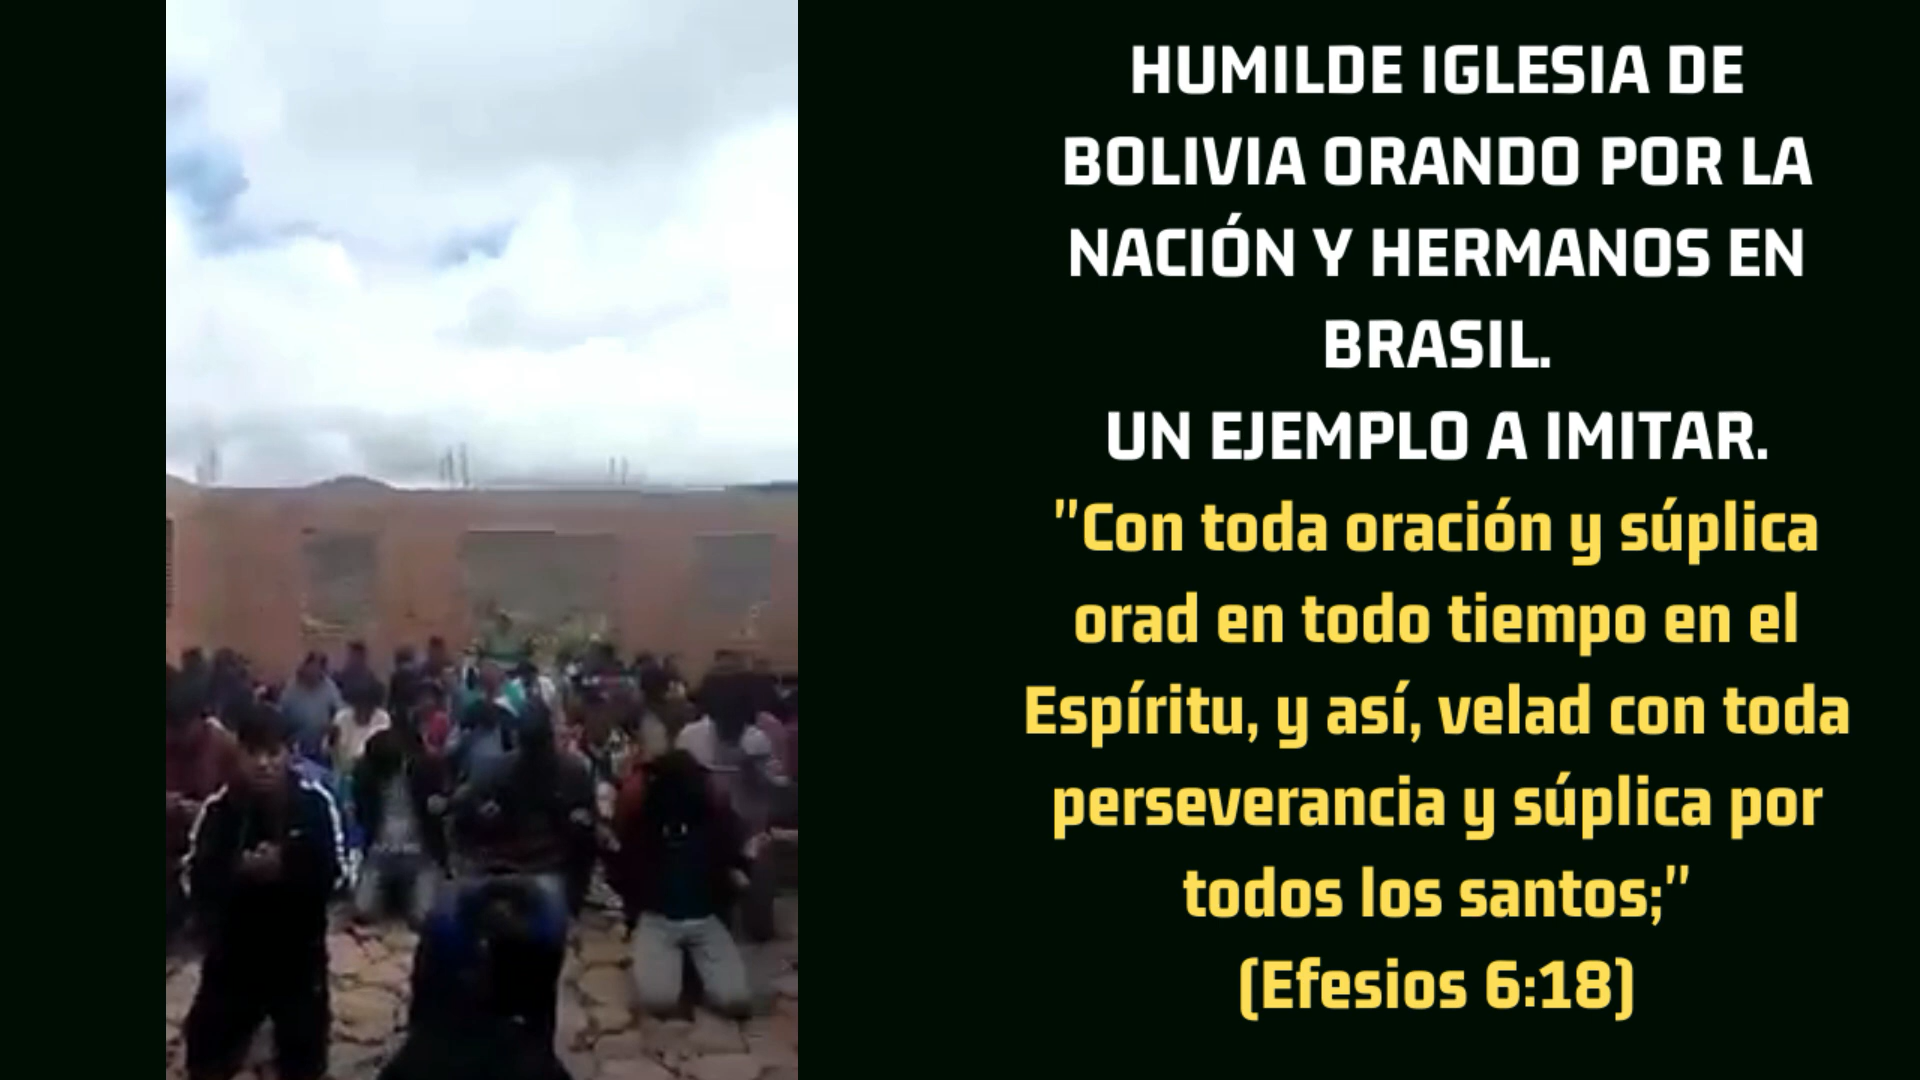 HUMILDE IGLESIA DE
BOLIVIA ORANDO POR LA
NACIÓN Y HERMANOS EN
BRASIL.
UN EJEMPLO A IMITAR.
"Con toda oración y súplica
orad en todo tiempo en el
Espíritu, y así, velad con toda
perseverancia y súplica por
todos los santos;"
(Efesios 6:18)